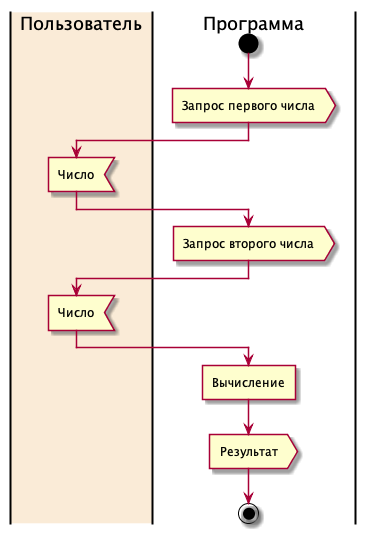 Пользователь
Программа
Запрос первого числа
Число
Запрос второго числа
Число
Вычисление
Результат